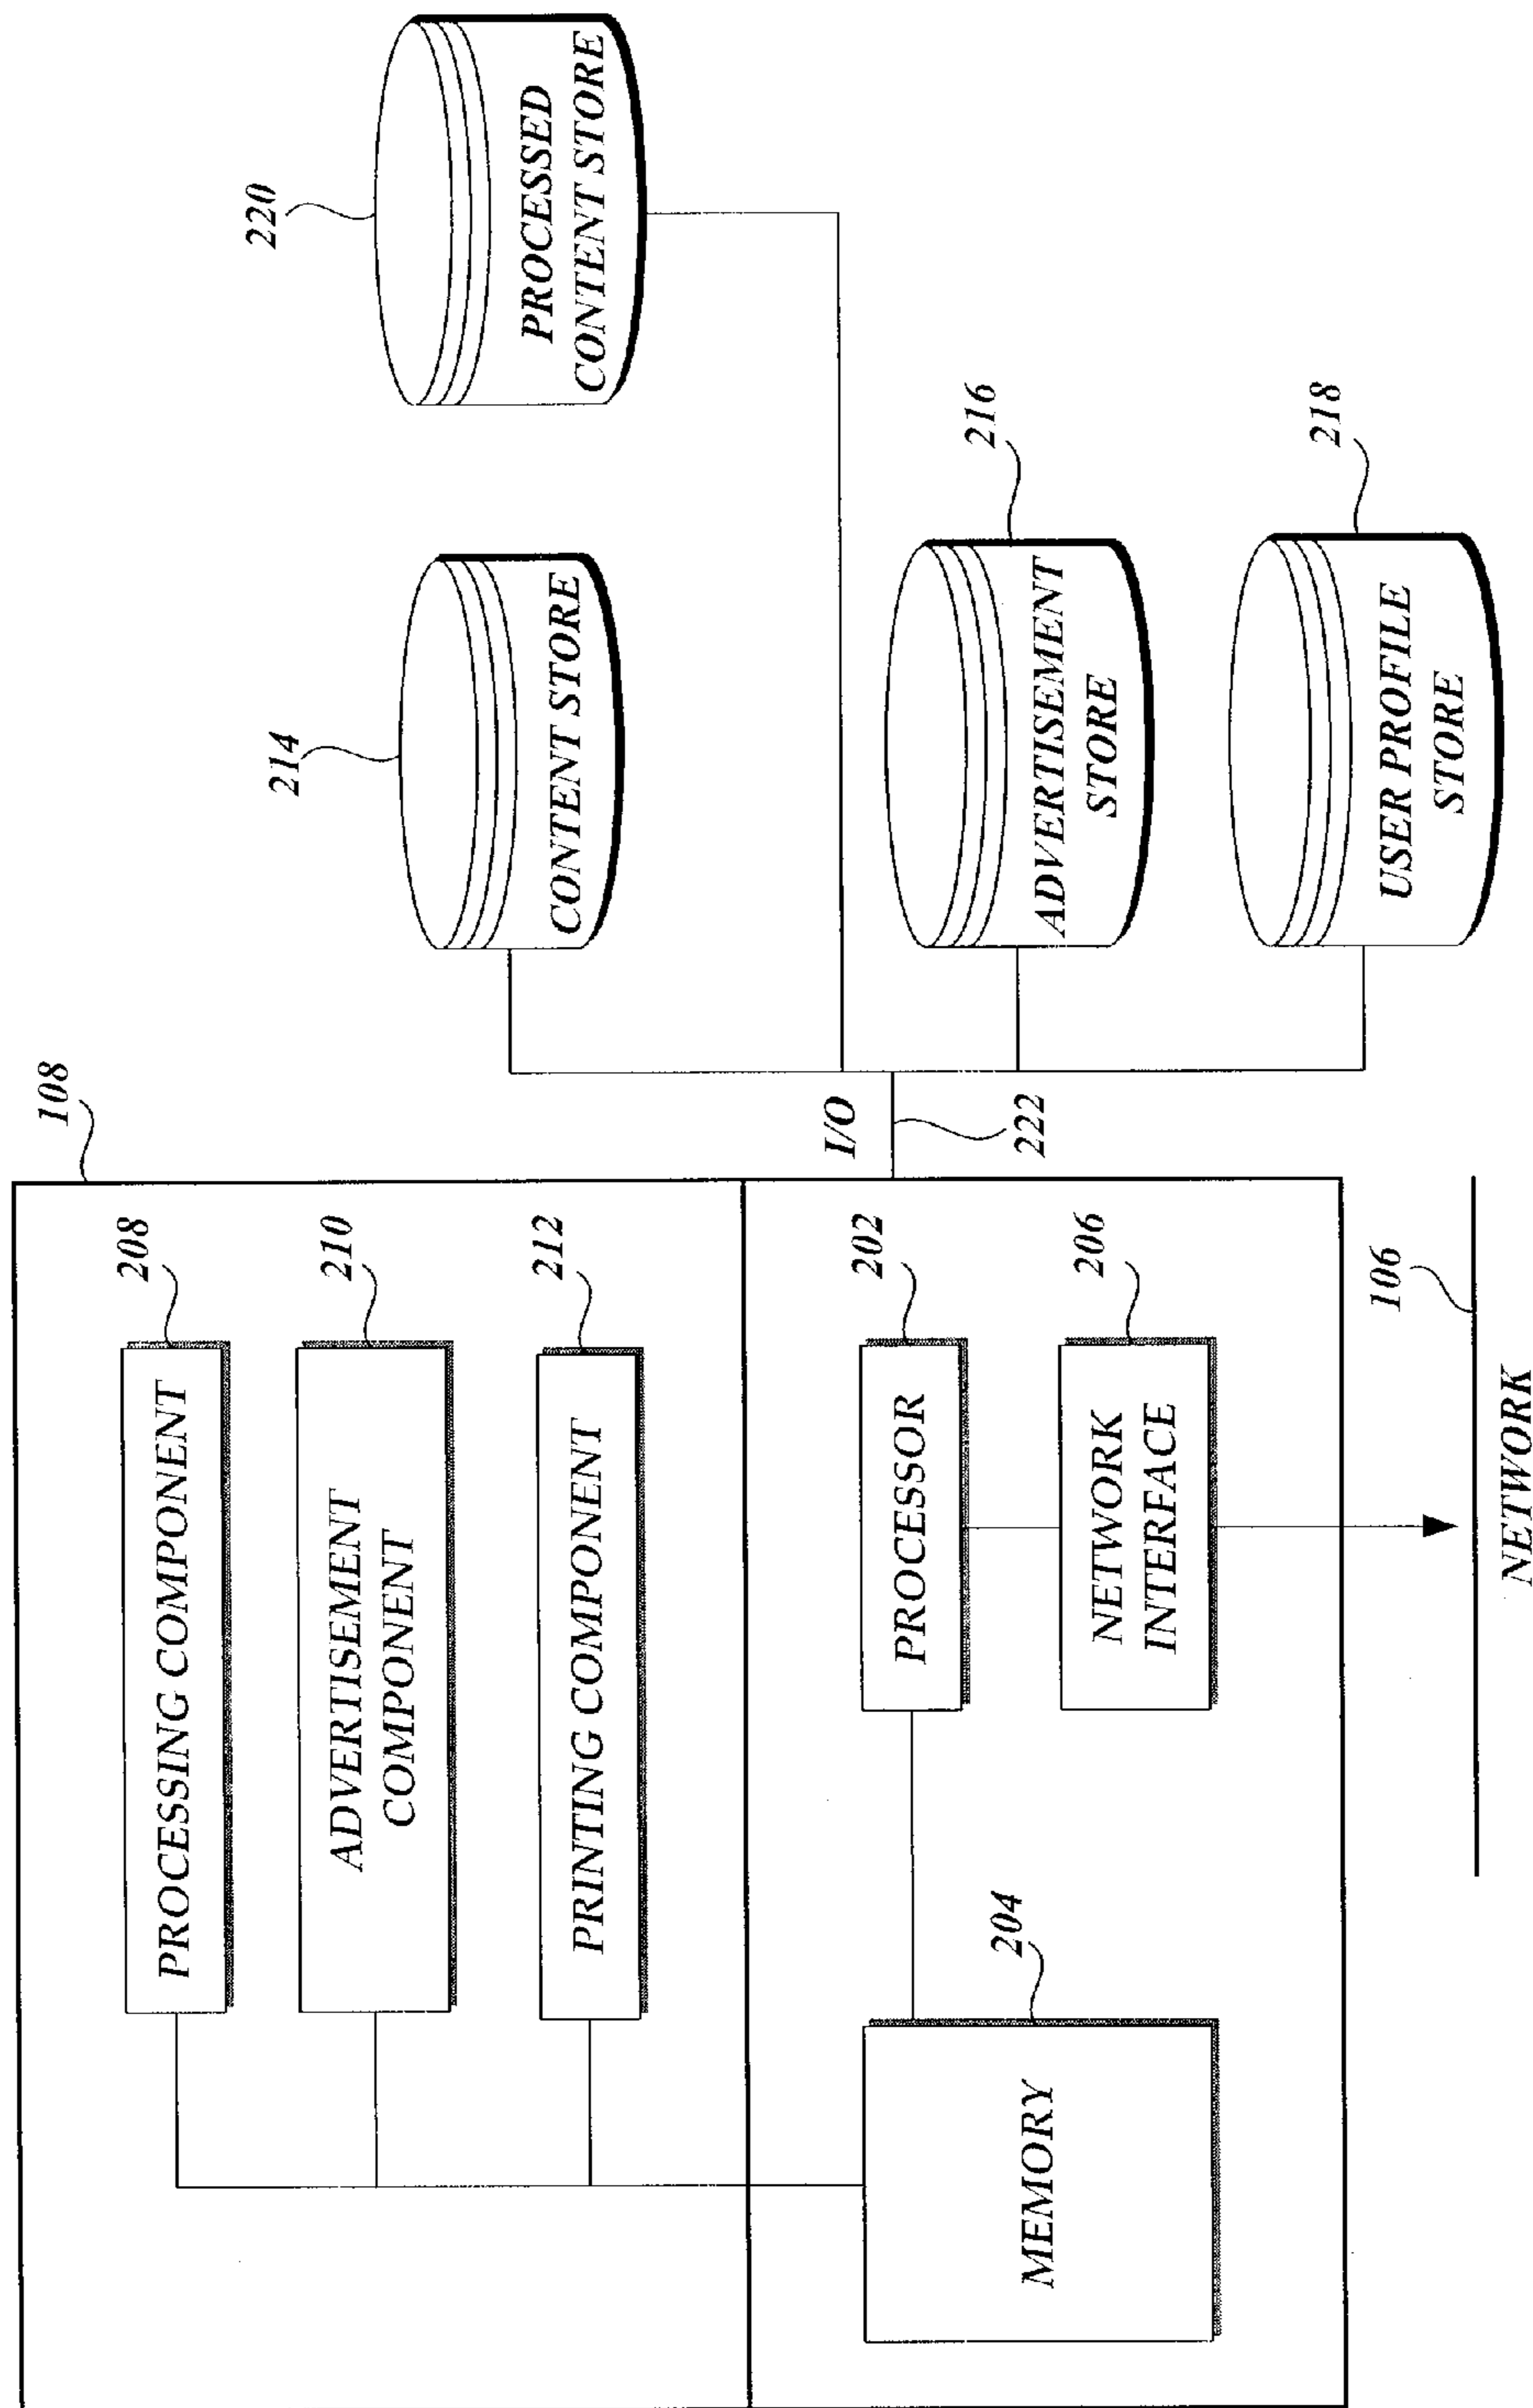 108
208
PROCESSING COMPONENT
210
ADVERTISEMENT
COMPONENT
212
PRINTING COMPONENT
202
PROCESSOR
206
NETWORK
INTERFACE
204
MEMORY
106
NETWORK
I/O
222
214
CONTENT STORE
220
PROCESSED
CONTENT STORE
216
ADVERTISEMENT
STORE
218
USER PROFILE
STORE